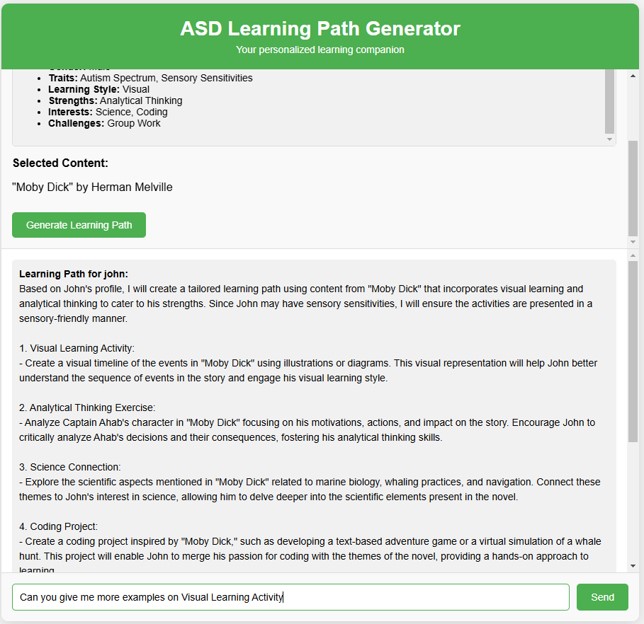 ASD Learning Path Generator
Your personalized learning companion
Traits: Autism Spectrum, Sensory Sensitivities
Learning Style: Visual
Strengths: Analytical Thinking
Interests: Science, Coding
Challenges: Group Work
Selected Content:
"Moby Dick" by Herman Melville
Generate Learning Path
Learning Path for john:
Based on John's profile, I will create a tailored learning path using content from "Moby Dick" that incorporates visual learning and
analytical thinking to cater to his strengths. Since John may have sensory sensitivities, I will ensure the activities are presented in a
sensory-friendly manner.
1. Visual Learning Activity:
- Create a visual timeline of the events in "Moby Dick" using illustrations or diagrams. This visual representation will help John better
understand the sequence of events in the story and engage his visual learning style.
2. Analytical Thinking Exercise:
- Analyze Captain Ahab's character in "Moby Dick" focusing on his motivations, actions, and impact on the story. Encourage John to
critically analyze Ahab's decisions and their consequences, fostering his analytical thinking skills.
3. Science Connection:
- Explore the scientific aspects mentioned in "Moby Dick" related to marine biology, whaling practices, and navigation. Connect these
themes to John's interest in science, allowing him to delve deeper into the scientific elements present in the novel.
4. Coding Project:
- Create a coding project inspired by "Moby Dick," such as developing a text-based adventure game or a virtual simulation of a whale
hunt. This project will enable John to merge his passion for coding with the themes of the novel, providing a hands-on approach to
learning.
Can you give me more examples on Visual Learning Activity
Send